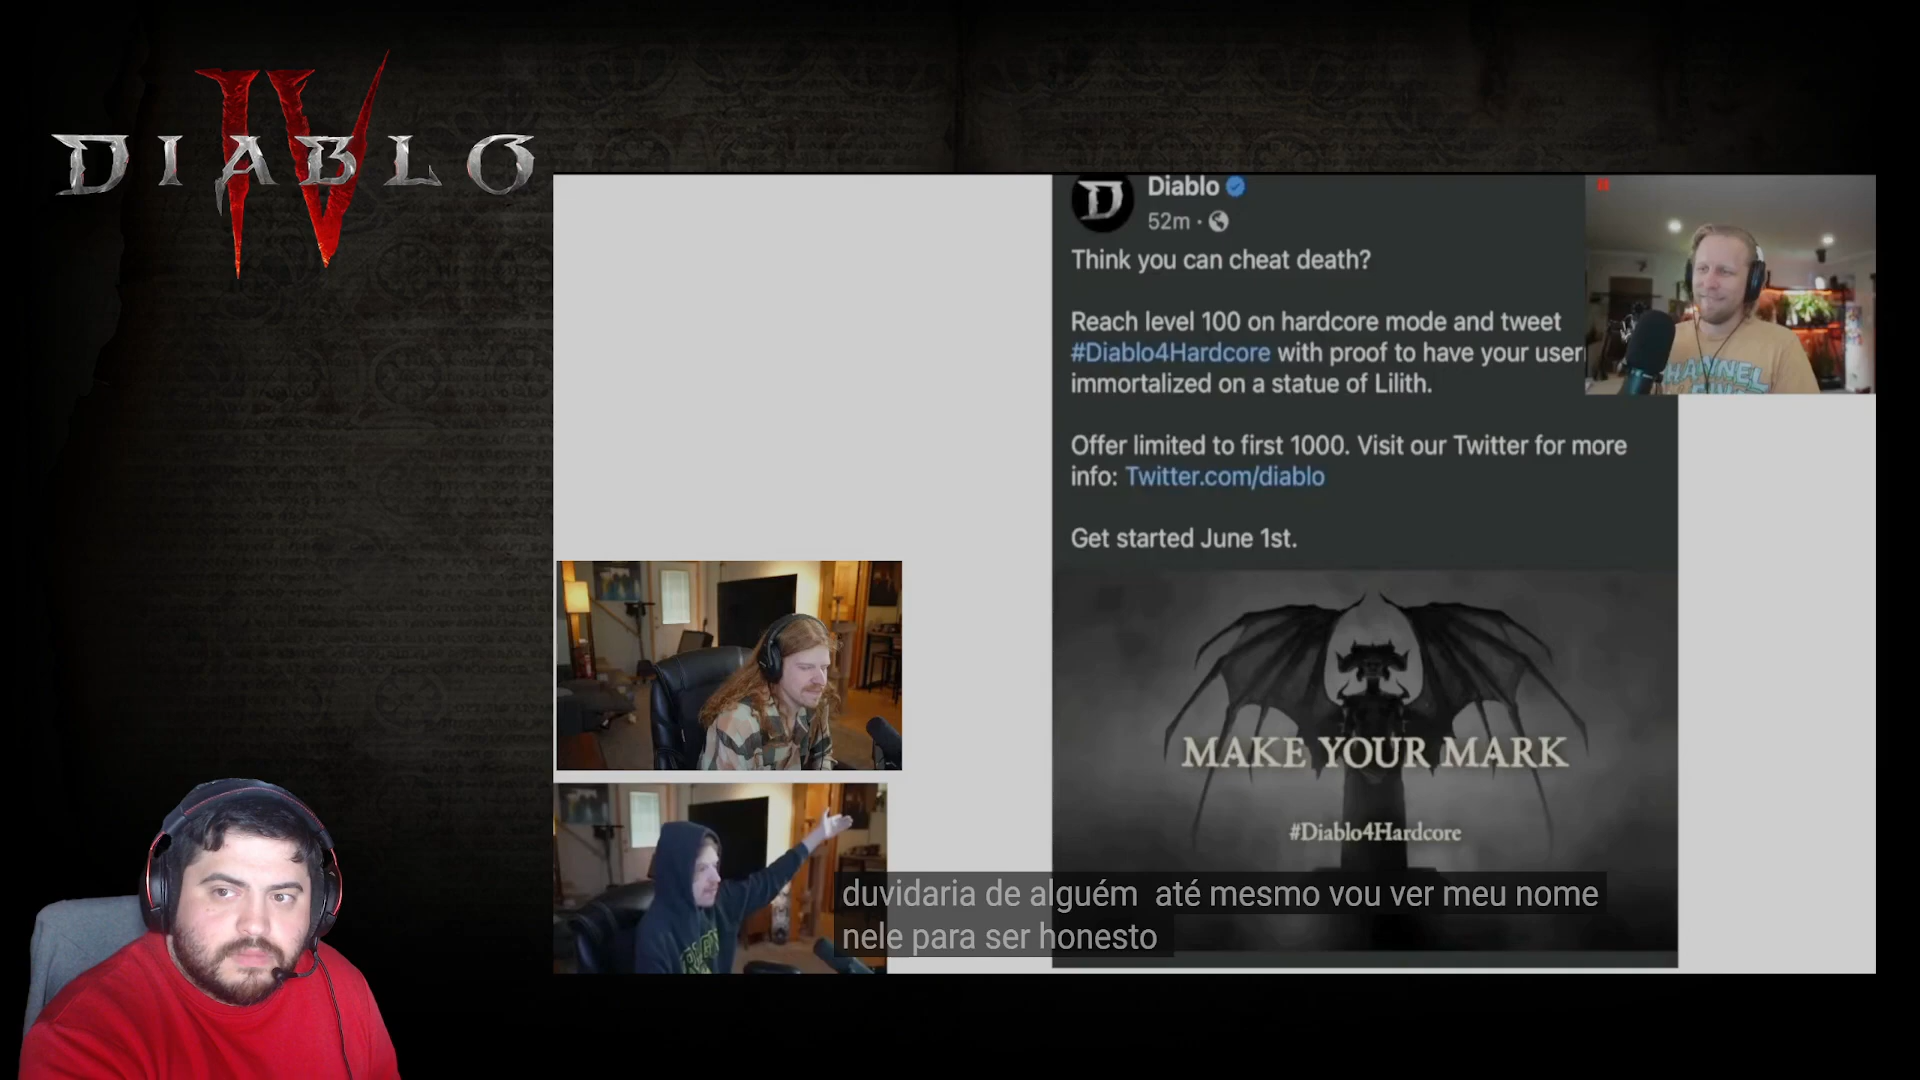 DIABLO
IV
Diablo
52m ·
Think you can cheat death?
Reach level 100 on hardcore mode and tweet
#Diablo4Hardcore with proof to have your user
immortalized on a statue of Lilith.
Offer limited to first 1000. Visit our Twitter for more
info: Twitter.com/diablo
Get started June 1st.
MAKE YOUR MARK
#Diablo4Hardcore
duvidaria de alguém até mesmo vou ver meu nome
nele para ser honesto